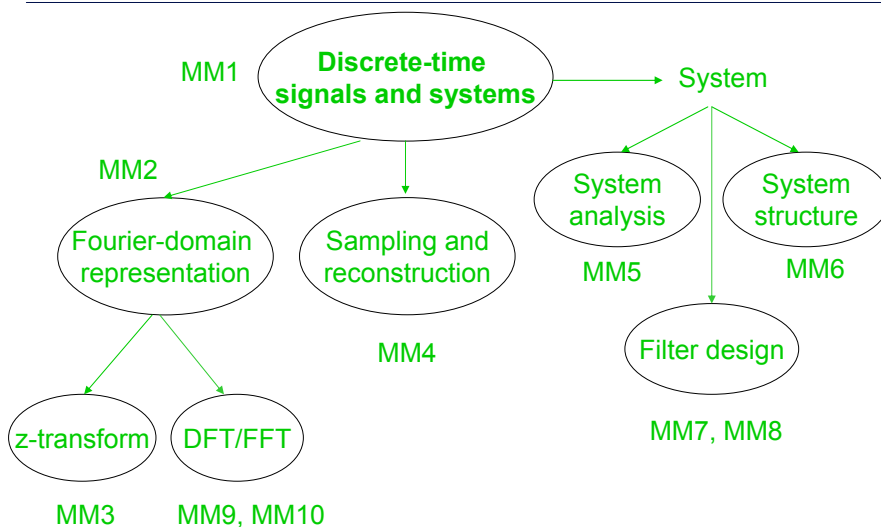 MM1
Discrete-time
signals and systems
System
MM2
Fourier-domain
representation
Sampling and
reconstruction
System
analysis
System
structure
MM5
MM6
MM4
Filter design
z-transform
DFT/FFT
MM7, MM8
MM3
MM9, MM10